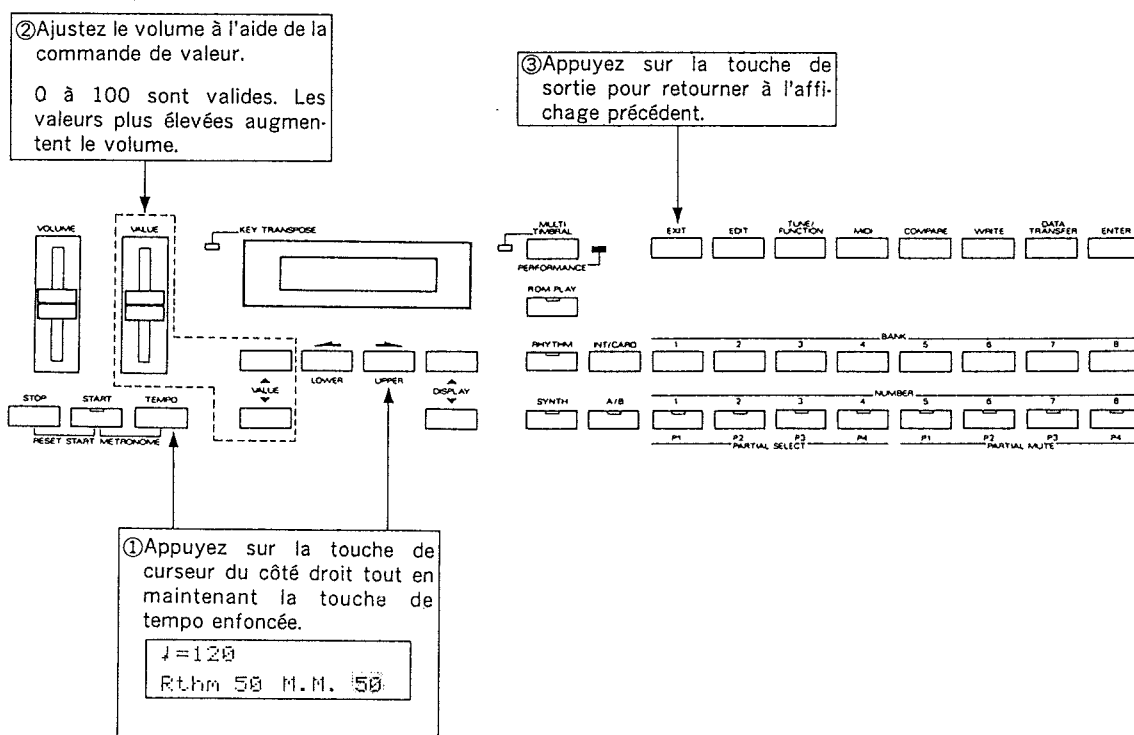 ②Ajustez le volume à l'aide de la
commande de valeur.
0 à 100 sont valides. Les
valeurs plus élevées augmen-
tent le volume.
③Appuyez sur la touche de
sortie pour retourner à l'affi-
chage précédent.
VOLUME VALUE KEY TRANSPOSE MULTI TIMBRAL EXIT EDIT TUNE/FUNCTION MIDI COMPARE WRITE DATA TRANSFER ENTER
PERFORMANCE
ROM PLAY
RHYTHM INT/CARD BANK
1 2 3 4 5 6 7 8
LOWER UPPER
VALUE DISPLAY
STOP START TEMPO SYNTH A/B NUMBER
1 2 3 4 5 6 7 8
RESET START METRONOME
P1 P2 P3 P4 P1 P2 P3 P4
PARTIAL SELECT PARTIAL MUTE
①Appuyez sur la touche de
curseur du côté droit tout en
maintenant la touche de
tempo enfoncée.
♩=120
Rthm 50 M.M. 50